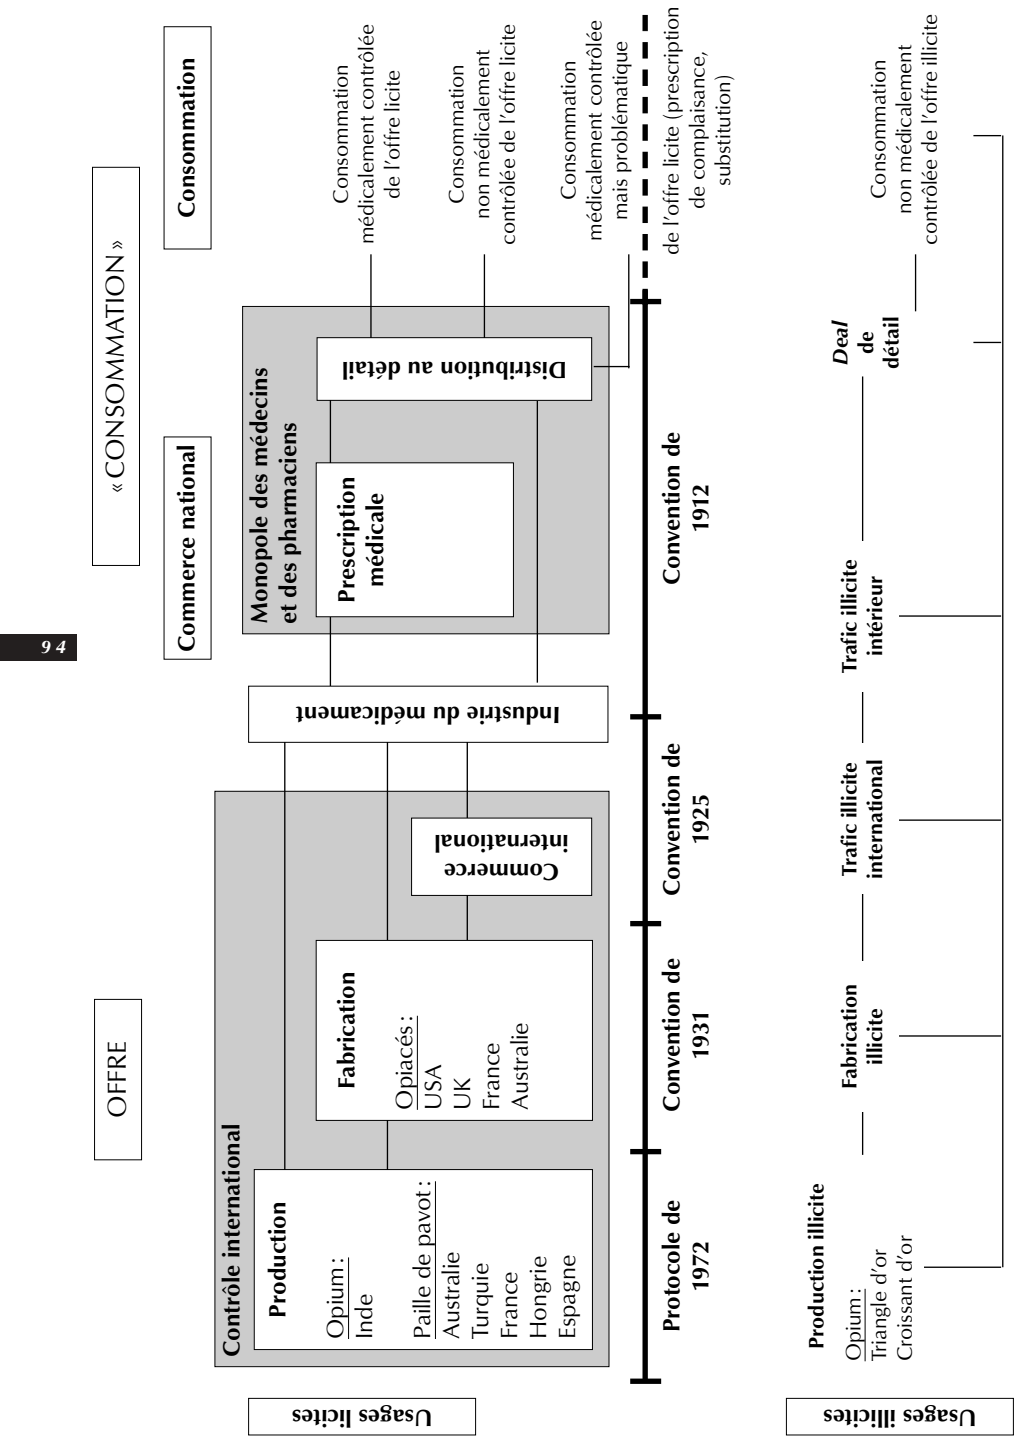 94
OFFRE
« CONSOMMATION »
Commerce national
Consommation
Usages licites
Contrôle international
Production
Opium :
Inde
Paille de pavot :
Australie
Turquie
France
Hongrie
Espagne
Fabrication
Opiacés :
USA
UK
France
Australie
Commerce
international
Industrie du médicament
Monopole des médecins
et des pharmaciens
Prescription
médicale
Distribution au détail
Consommation
médicalement contrôlée
de l'offre licite
Consommation
non médicalement
contrôlée de l'offre licite
Consommation
médicalement contrôlée
mais problématique
de l'offre licite (prescription
de complaisance,
substitution)
Protocole de
1972
Convention de
1931
Convention de
1925
Convention de
1912
Usages illicites
Production illicite
Opium :
Triangle d'or
Croissant d'or
Fabrication
illicite
Trafic illicite
international
Trafic illicite
intérieur
Deal
de
détail
Consommation
non médicalement
contrôlée de l'offre illicite